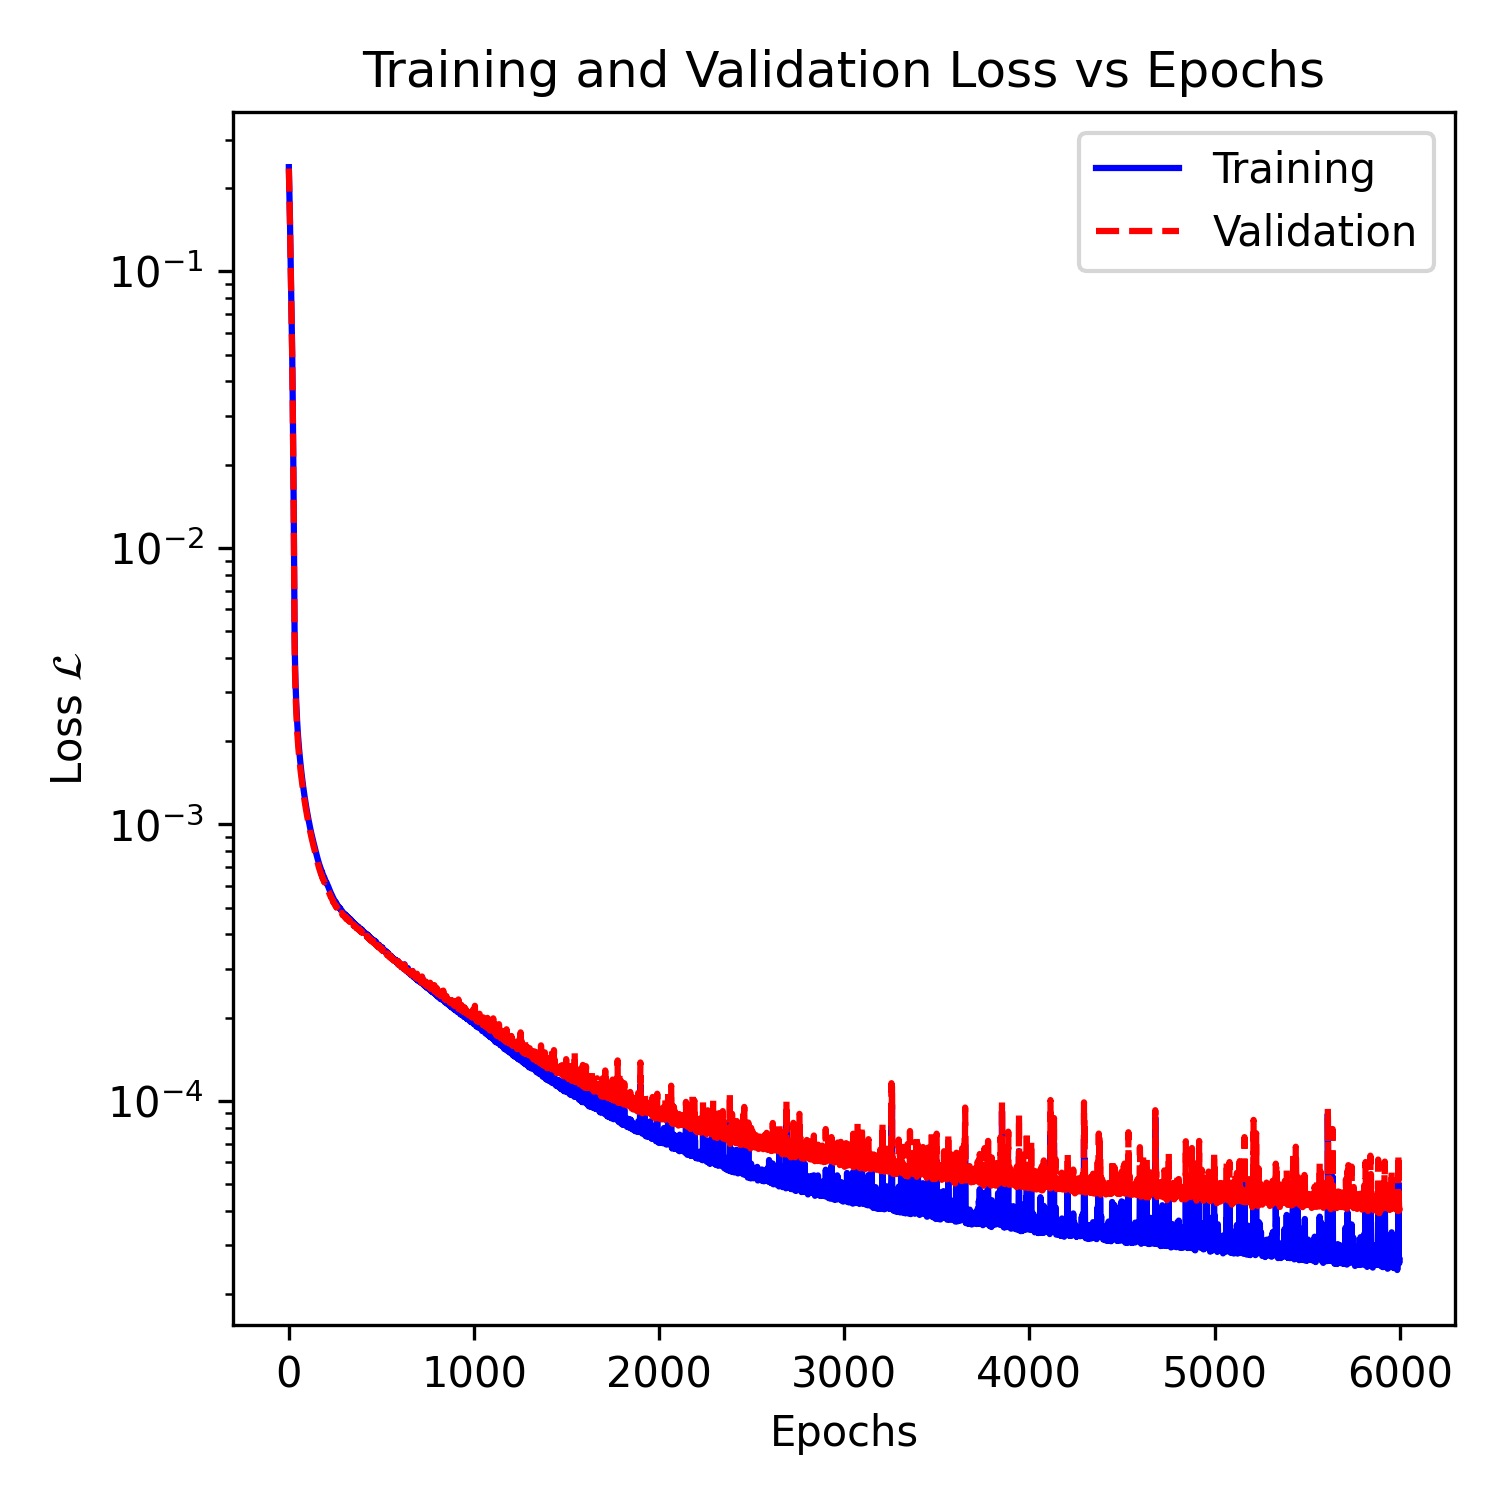 Training and Validation Loss vs Epochs
Training
Validation
10⁻¹
10⁻²
10⁻³
10⁻⁴
Loss ℒ
0 1000 2000 3000 4000 5000 6000
Epochs